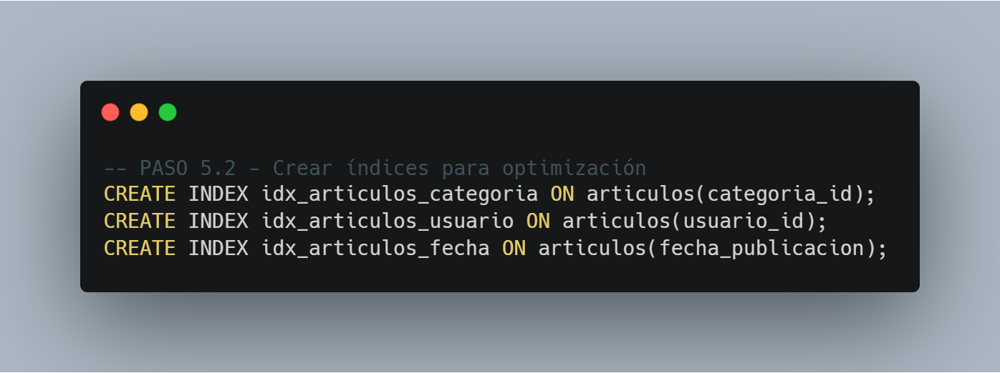 -- PASO 5.2 - Crear índices para optimización
CREATE INDEX idx_articulos_categoria ON articulos(categoria_id);
CREATE INDEX idx_articulos_usuario ON articulos(usuario_id);
CREATE INDEX idx_articulos_fecha ON articulos(fecha_publicacion);